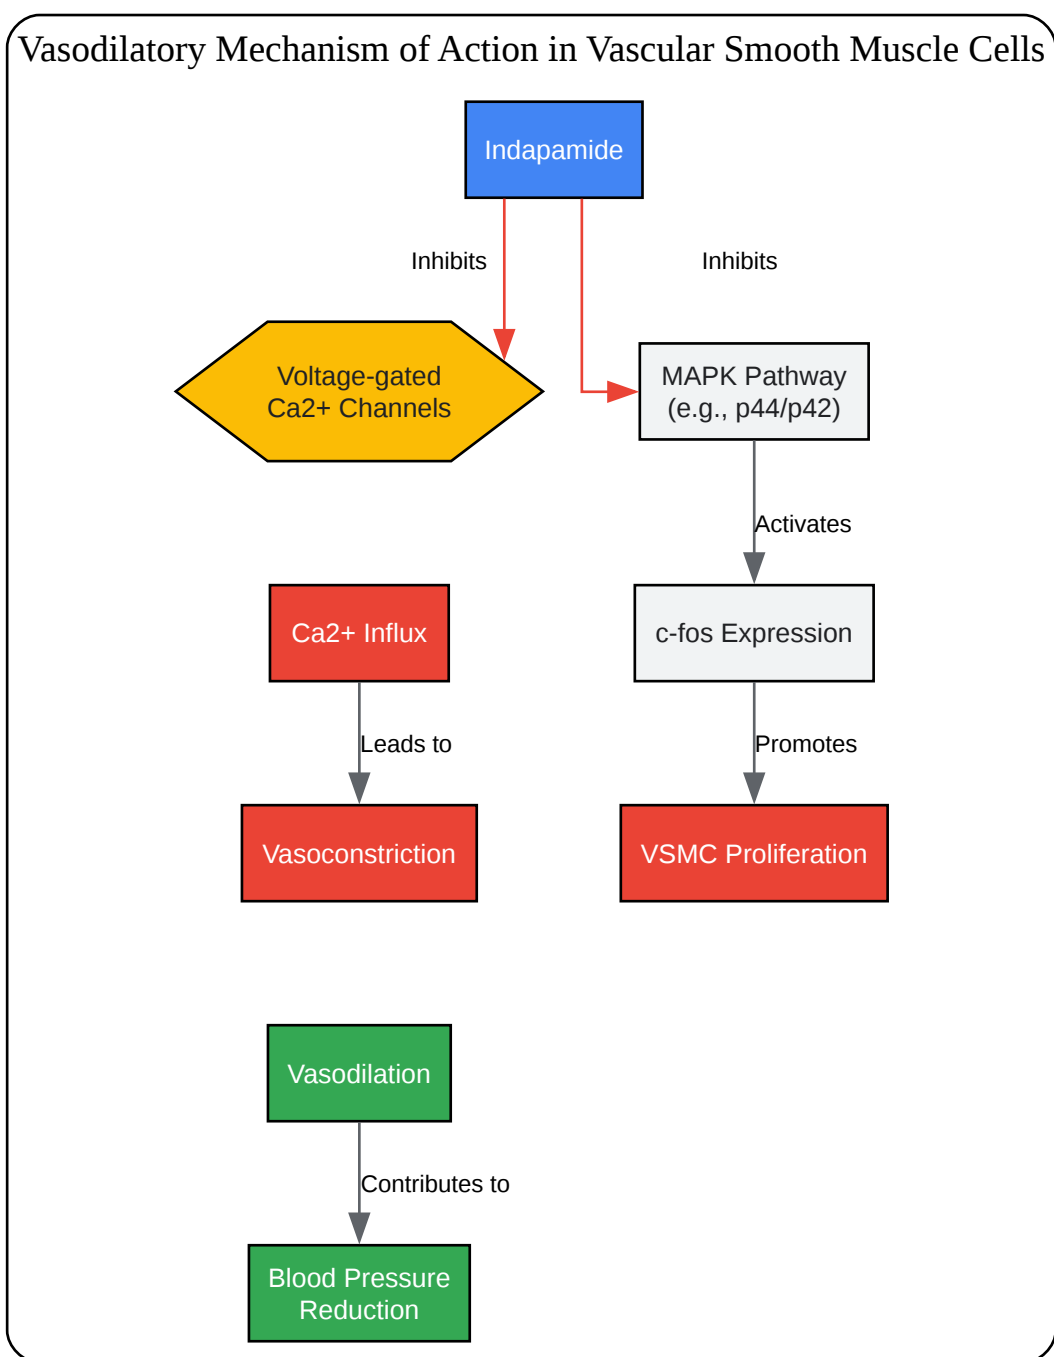 Vasodilatory Mechanism of Action in Vascular Smooth Muscle Cells
Indapamide
Inhibits
Inhibits
Voltage-gated
Ca2+ Channels
MAPK Pathway
(e.g., p44/p42)
Activates
Ca2+ Influx
c-fos Expression
Leads to
Promotes
Vasoconstriction
VSMC Proliferation
Vasodilation
Contributes to
Blood Pressure
Reduction